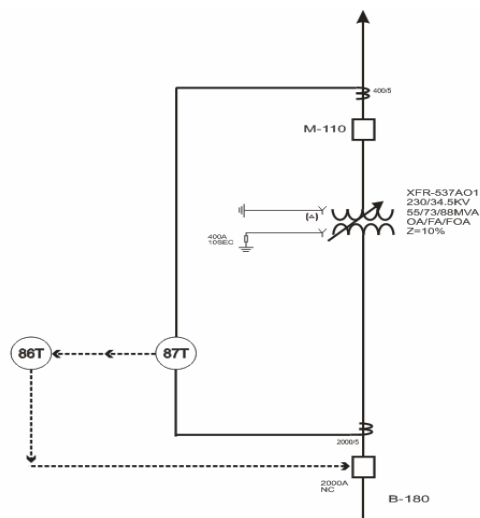 400/5
M-110
XFR-537AO1
230/34.5KV
55/73/88MVA
OA/FA/FOA
Z=10%
400A
10SEC
86T
87T
2000/5
2000A
NC
B-180